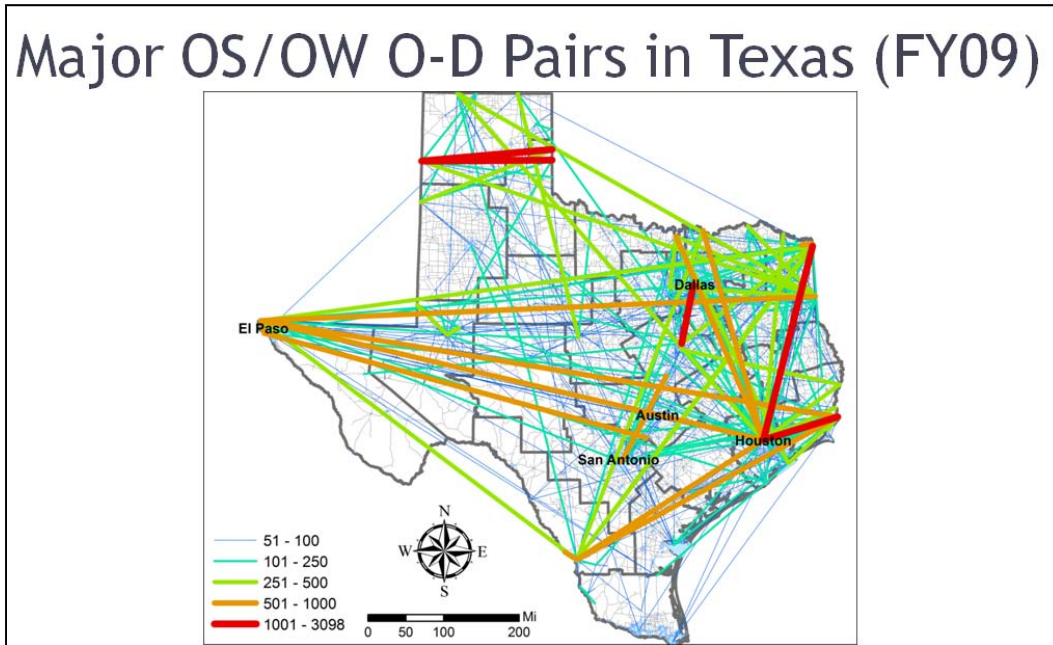 Major OS/OW O-D Pairs in Texas (FY09)
Dallas
El Paso
Austin
Houston
San Antonio
N
W E
S
51 - 100
101 - 250
251 - 500
501 - 1000
1001 - 3098
Mi
0 50 100 200